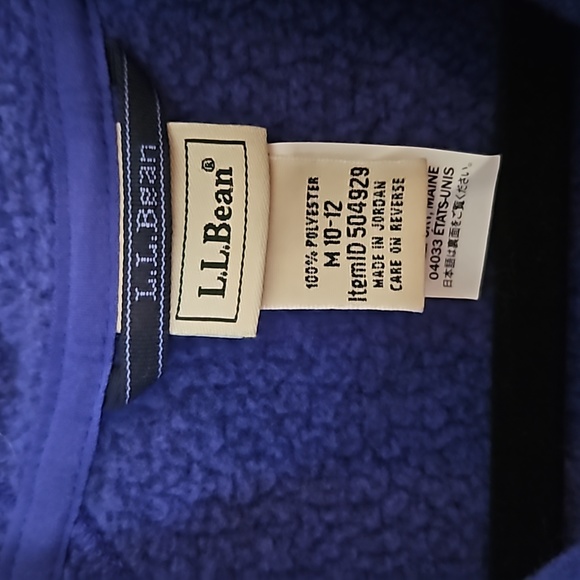 L.L.Bean
L.L.Bean®
100% POLYESTER
M 10-12
ItemID 504929
MADE IN JORDAN
CARE ON REVERSE
MAINE
04033 ÉTATS-UNIS
日本語は裏面をご覧ください。